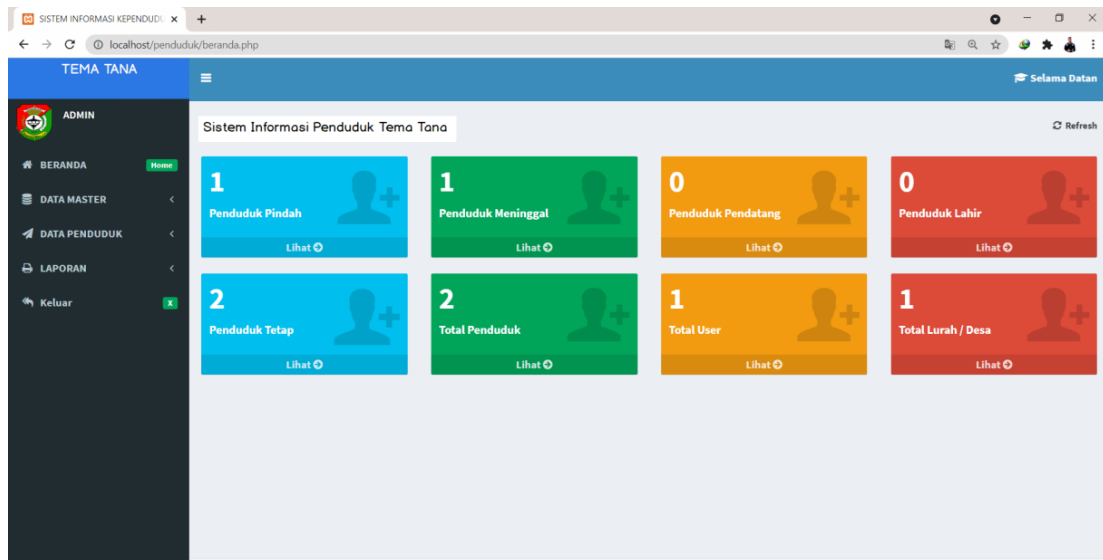 SISTEM INFORMASI KEPENDUD
localhost/penduduk/beranda.php
TEMA TANA
Selama Datan
ADMIN
Sistem Informasi Penduduk Tema Tana
Refresh
BERANDA Home
DATA MASTER
DATA PENDUDUK
LAPORAN
Keluar X
1
Penduduk Pindah
Lihat
1
Penduduk Meninggal
Lihat
0
Penduduk Pendatang
Lihat
0
Penduduk Lahir
Lihat
2
Penduduk Tetap
Lihat
2
Total Penduduk
Lihat
1
Total User
Lihat
1
Total Lurah / Desa
Lihat